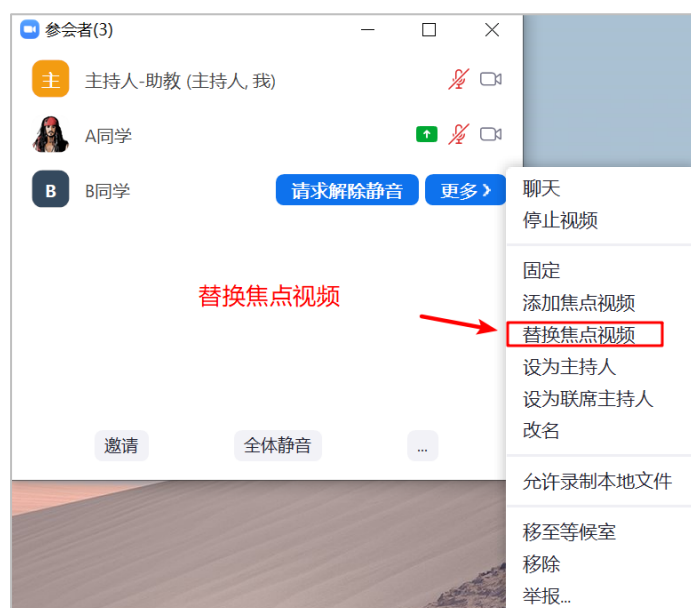 参会者(3)
主 主持人-助教 (主持人, 我)
A同学
B B同学 请求解除静音 更多
聊天
停止视频
固定
添加焦点视频
替换焦点视频
替换焦点视频
设为主持人
设为联席主持人
改名
邀请 全体静音 ...
允许录制本地文件
移至等候室
移除
举报...